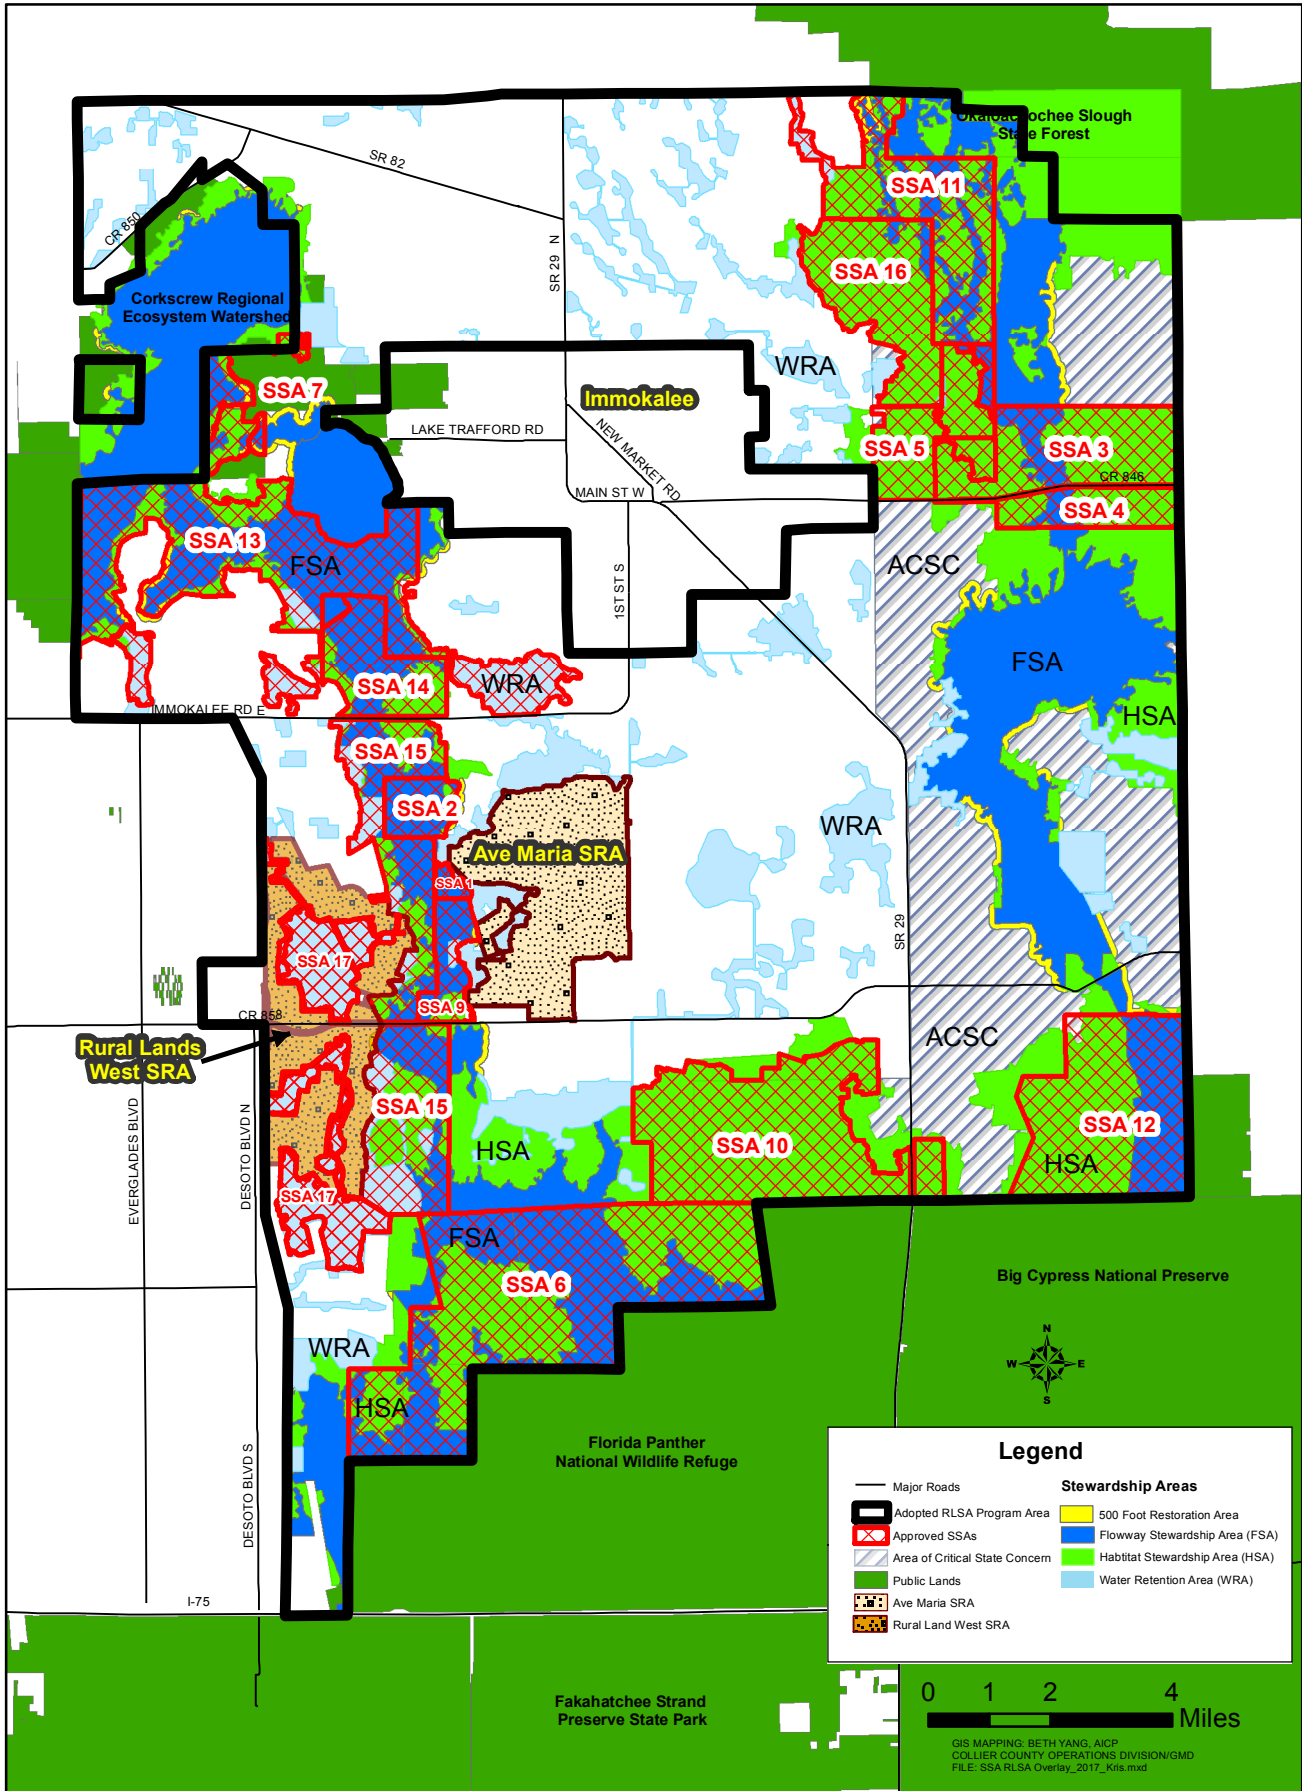 Okaloacoochee Slough
State Forest
SR 82
CR 850
SR 29 N
SSA 11
SSA 16
Corkscrew Regional
Ecosystem Watershed
WRA
SSA 7
Immokalee
LAKE TRAFFORD RD
NEW MARKET RD
SSA 5
SSA 3
CR 846
MAIN ST W
SSA 4
SSA 13
FSA
ACSC
1ST ST S
FSA
SSA 14
WRA
HSA
IMMOKALEE RD E
SSA 15
SSA 2
WRA
Ave Maria SRA
SSA 1
SR 29
SSA 17
SSA 9
CR 858
Rural Lands
West SRA
ACSC
EVERGLADES BLVD
DESOTO BLVD N
SSA 15
HSA
SSA 10
SSA 12
HSA
SSA 17
FSA
SSA 6
Big Cypress National Preserve
WRA
N
W
E
S
HSA
DESOTO BLVD S
Florida Panther
National Wildlife Refuge
Legend
Major Roads
Adopted RLSA Program Area
Approved SSAs
Area of Critical State Concern
Public Lands
Ave Maria SRA
Rural Land West SRA
Stewardship Areas
500 Foot Restoration Area
Flowway Stewardship Area (FSA)
Habtitat Stewardship Area (HSA)
Water Retention Area (WRA)
I-75
Fakahatchee Strand
Preserve State Park
0 1 2 4
Miles
GIS MAPPING: BETH YANG, AICP
COLLIER COUNTY OPERATIONS DIVISION/GMD
FILE: SSA RLSA Overlay_2017_Kris.mxd